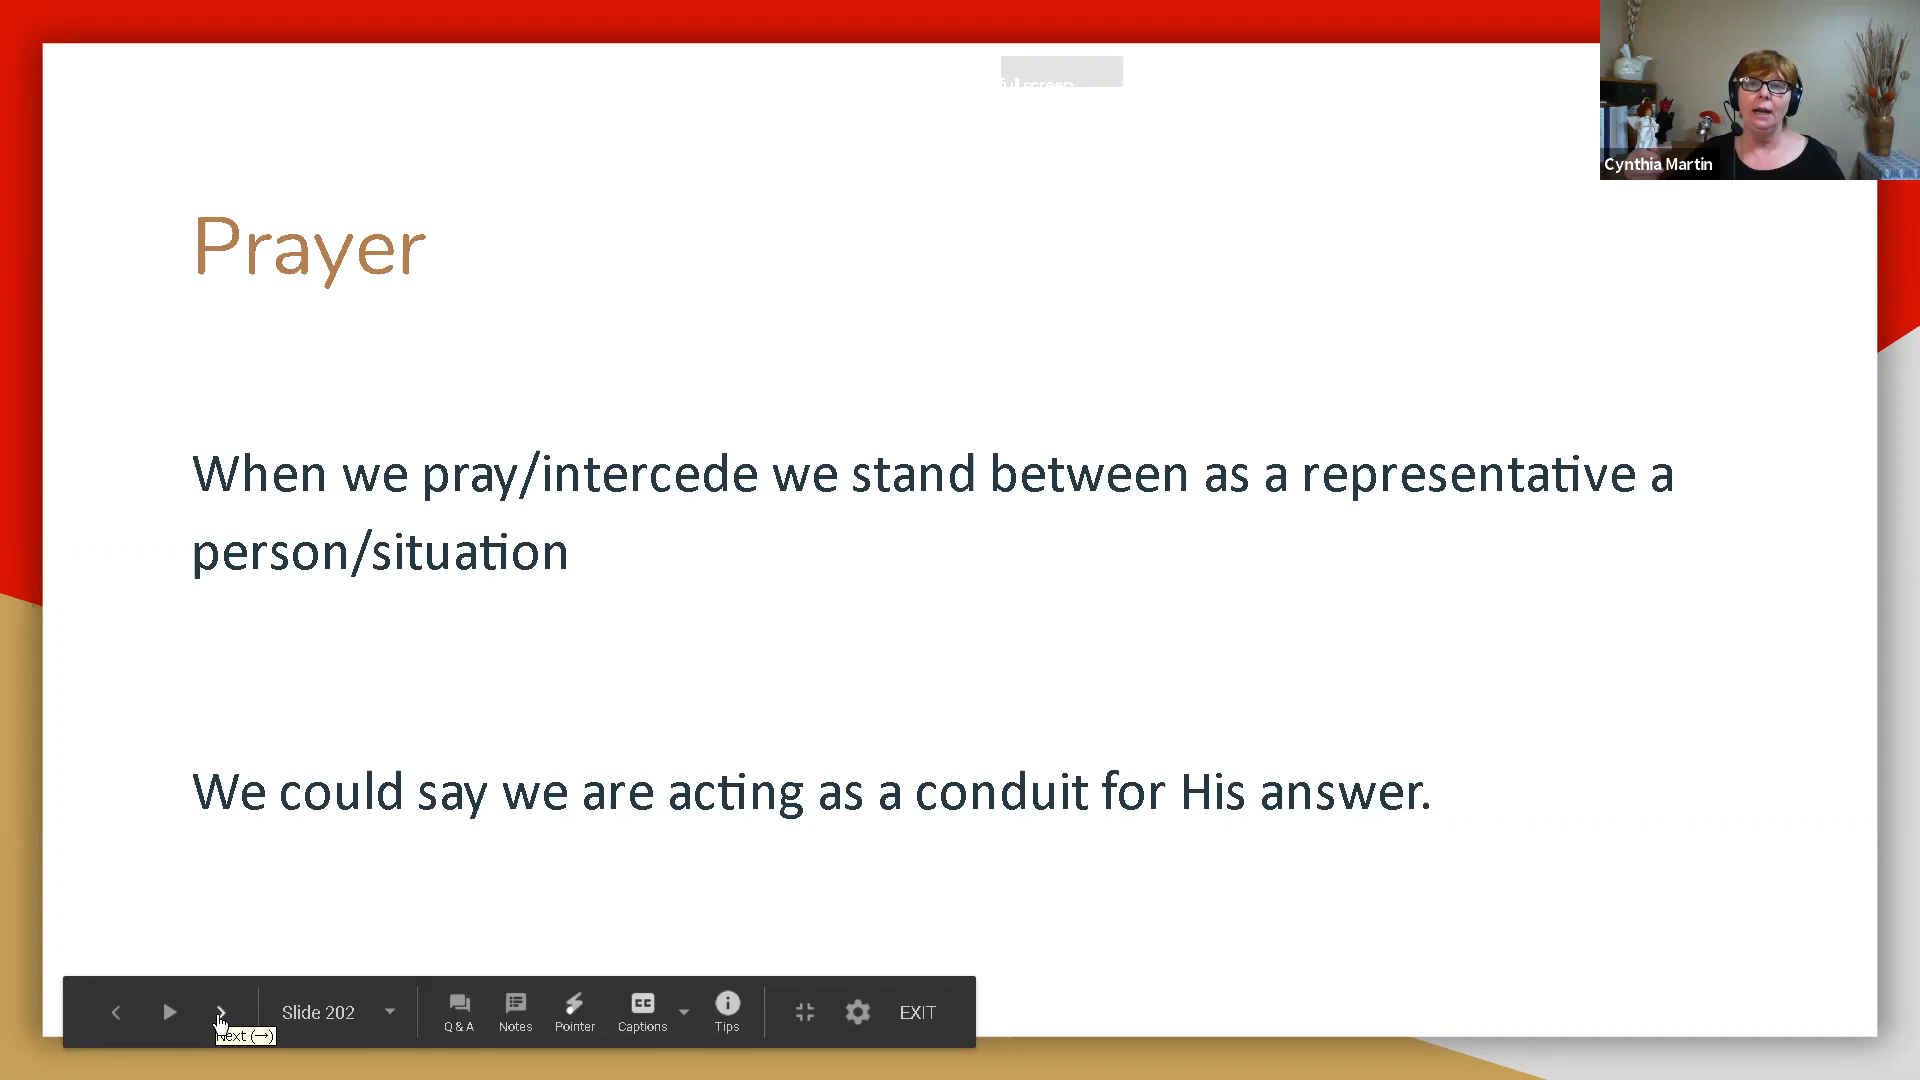 Cynthia Martin
Prayer
When we pray/intercede we stand between as a representative a
person/situation
We could say we are acting as a conduit for His answer.
Slide 202
Q & A
Notes
Pointer
Captions
Tips
EXIT
Next (→)